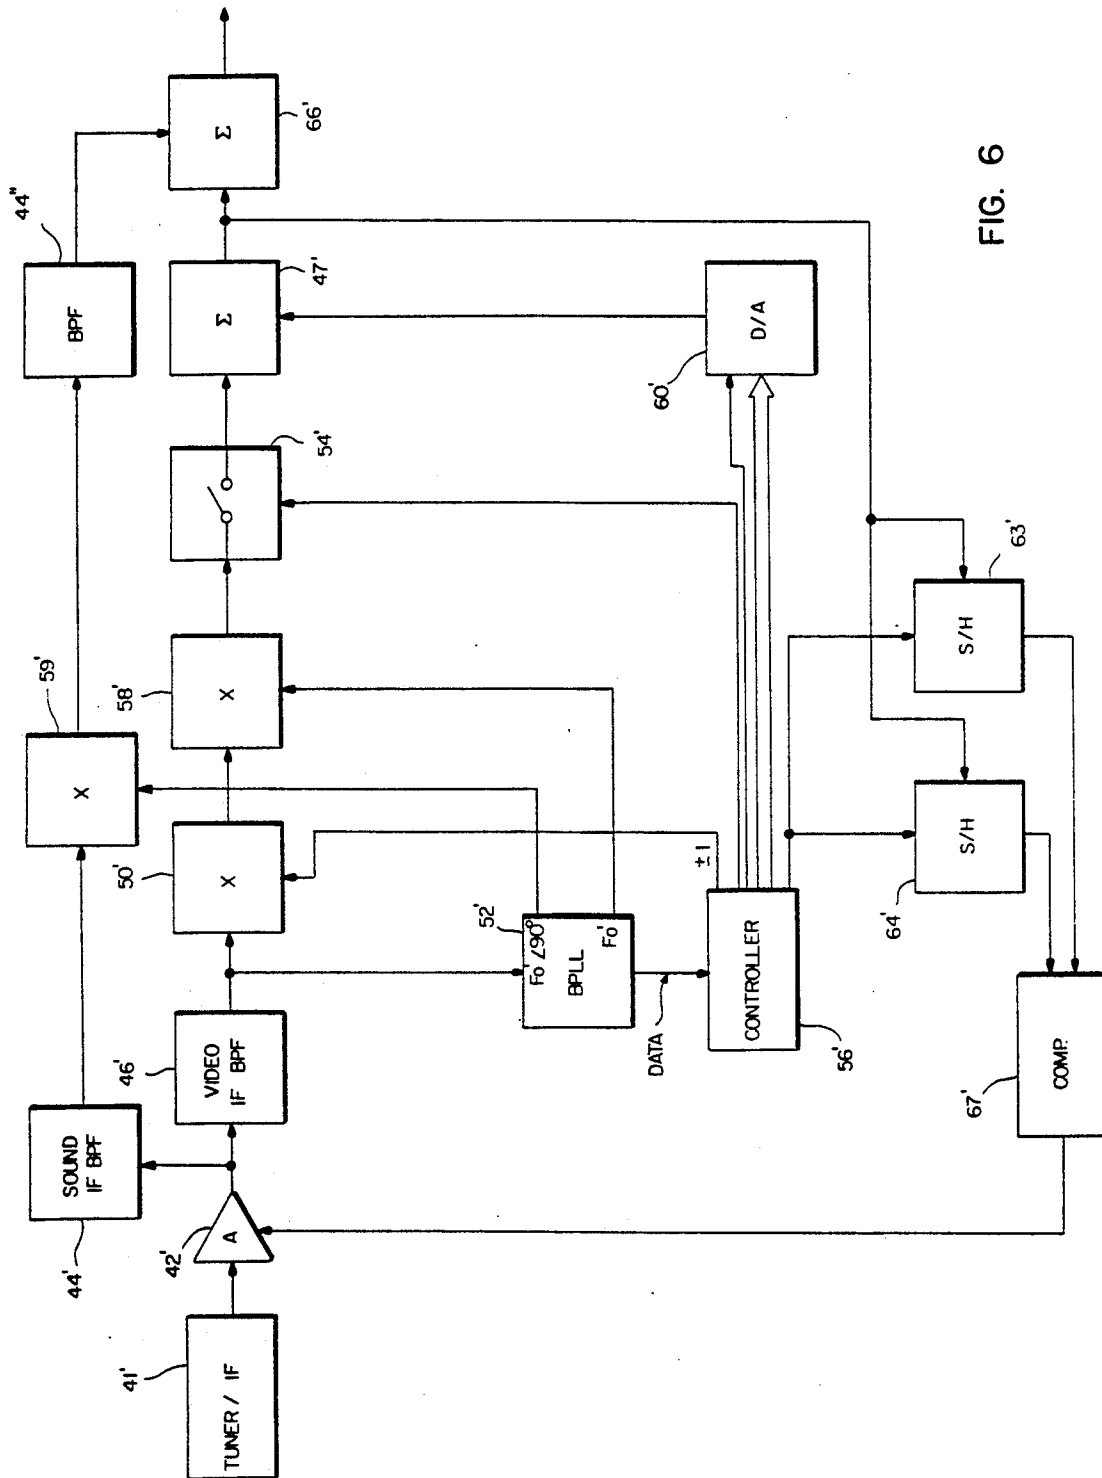 TUNER / IF
41'
A
42'
SOUND
IF BPF
44'
VIDEO
IF BPF
46'
X
50'
X
59'
X
58'
54'
BPF
44"
Σ
47'
Σ
66'
Fo' ∠90°
52'
BPLL
Fo'
DATA
±1
CONTROLLER
56'
D/A
60'
S/H
64'
S/H
63'
COMP.
67'
FIG. 6